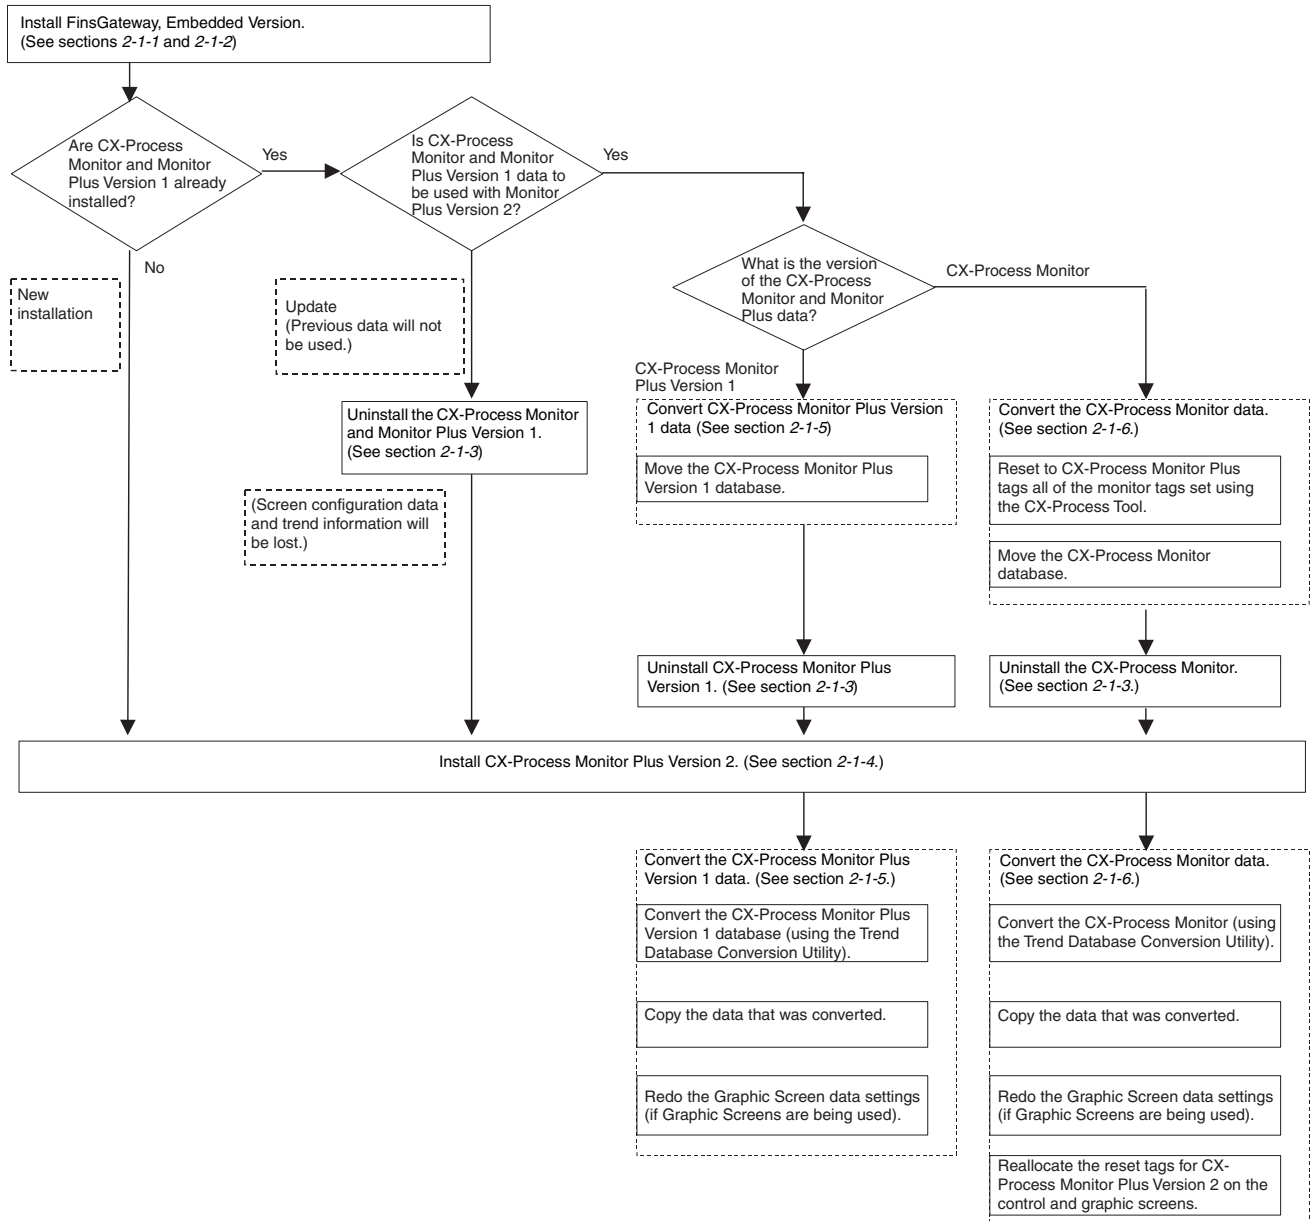 Install FinsGateway, Embedded Version.
(See sections 2-1-1 and 2-1-2)
Are CX-Process
Monitor and Monitor
Plus Version 1 already
installed?
Yes
Is CX-Process
Monitor and Monitor
Plus Version 1 data to
be used with Monitor
Plus Version 2?
Yes
What is the version
of the CX-Process
Monitor and Monitor
Plus data?
CX-Process Monitor
No
New
installation
Update
(Previous data will not
be used.)
CX-Process Monitor
Plus Version 1
Uninstall the CX-Process Monitor
and Monitor Plus Version 1.
(See section 2-1-3)
(Screen configuration data
and trend information will
be lost.)
Convert CX-Process Monitor Plus Version
1 data (See section 2-1-5)
Move the CX-Process Monitor Plus
Version 1 database.
Convert the CX-Process Monitor data.
(See section 2-1-6.)
Reset to CX-Process Monitor Plus
tags all of the monitor tags set using
the CX-Process Tool.
Move the CX-Process Monitor
database.
Uninstall CX-Process Monitor Plus
Version 1. (See section 2-1-3)
Uninstall the CX-Process Monitor.
(See section 2-1-3.)
Install CX-Process Monitor Plus Version 2. (See section 2-1-4.)
Convert the CX-Process Monitor Plus
Version 1 data. (See section 2-1-5.)
Convert the CX-Process Monitor Plus
Version 1 database (using the Trend
Database Conversion Utility).
Copy the data that was converted.
Redo the Graphic Screen data settings
(if Graphic Screens are being used).
Convert the CX-Process Monitor data.
(See section 2-1-6.)
Convert the CX-Process Monitor (using
the Trend Database Conversion Utility).
Copy the data that was converted.
Redo the Graphic Screen data settings
(if Graphic Screens are being used).
Reallocate the reset tags for CX-
Process Monitor Plus Version 2 on the
control and graphic screens.